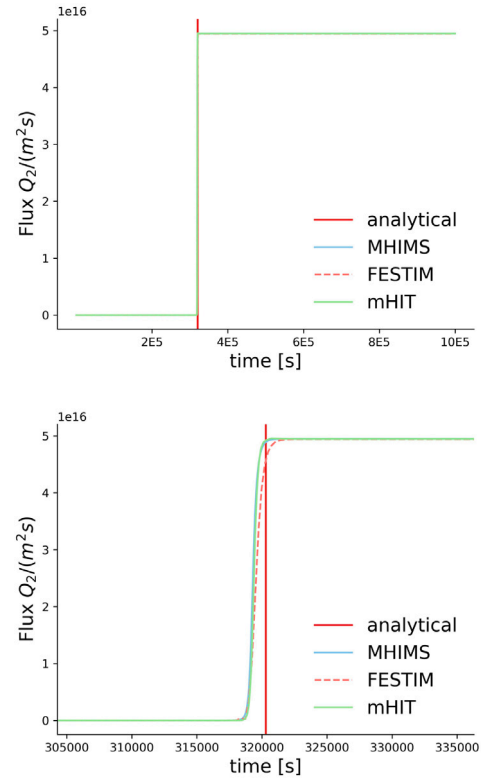 1e16
5
4
3
2
1
0
Flux Q₂/(m²s)
analytical
MHIMS
FESTIM
mHIT
2E5 4E5 6E5 8E5 10E5
time [s]
1e16
5
4
3
2
1
0
Flux Q₂/(m²s)
analytical
MHIMS
FESTIM
mHIT
305000 310000 315000 320000 325000 330000 335000
time [s]